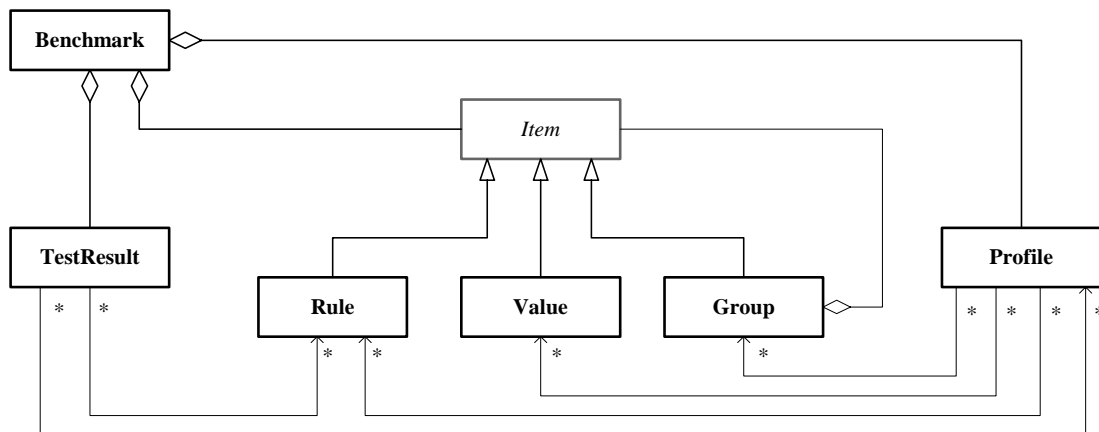 Benchmark
Item
TestResult
Profile
Rule
Value
Group
* * * * * *
* * * *